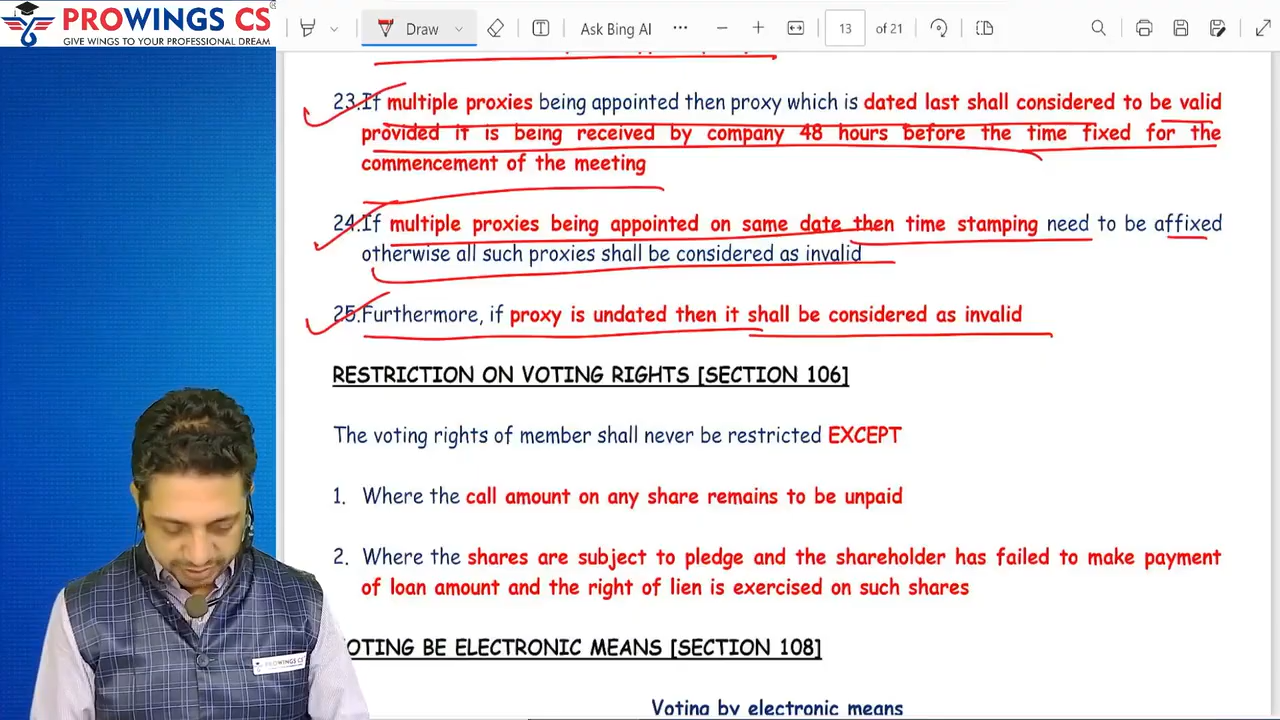 PROWINGS CS
GIVE WINGS TO YOUR PROFESSIONAL DREAM
Draw
Ask Bing AI
13 of 21
23.If multiple proxies being appointed then proxy which is dated last shall considered to be valid
provided it is being received by company 48 hours before the time fixed for the
commencement of the meeting
24.If multiple proxies being appointed on same date then time stamping need to be affixed
otherwise all such proxies shall be considered as invalid
25.Furthermore, if proxy is undated then it shall be considered as invalid
RESTRICTION ON VOTING RIGHTS [SECTION 106]
The voting rights of member shall never be restricted EXCEPT
1. Where the call amount on any share remains to be unpaid
2. Where the shares are subject to pledge and the shareholder has failed to make payment
of loan amount and the right of lien is exercised on such shares
OTING BE ELECTRONIC MEANS [SECTION 108]
PROWINGS CS
Voting by electronic means